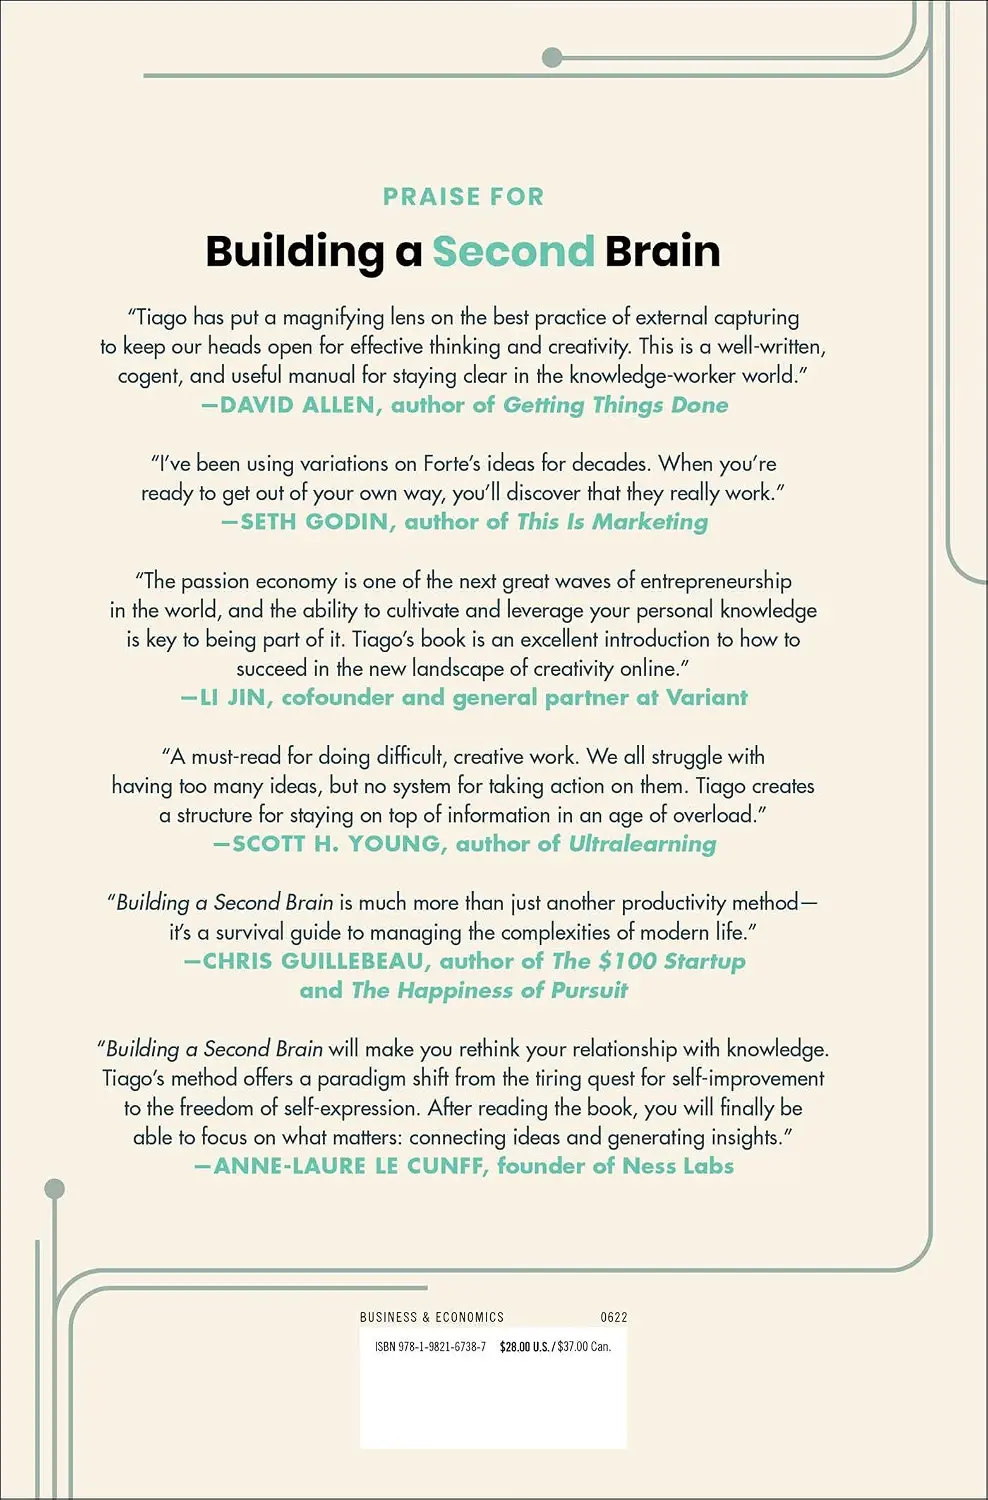 PRAISE FOR
Building a Second Brain
“Tiago has put a magnifying lens on the best practice of external capturing
to keep our heads open for effective thinking and creativity. This is a well-written,
cogent, and useful manual for staying clear in the knowledge-worker world.”
—DAVID ALLEN, author of Getting Things Done
“I’ve been using variations on Forte’s ideas for decades. When you’re
ready to get out of your own way, you’ll discover that they really work.”
—SETH GODIN, author of This Is Marketing
“The passion economy is one of the next great waves of entrepreneurship
in the world, and the ability to cultivate and leverage your personal knowledge
is key to being part of it. Tiago’s book is an excellent introduction to how to
succeed in the new landscape of creativity online.”
—LI JIN, cofounder and general partner at Variant
“A must-read for doing difficult, creative work. We all struggle with
having too many ideas, but no system for taking action on them. Tiago creates
a structure for staying on top of information in an age of overload.”
—SCOTT H. YOUNG, author of Ultralearning
“Building a Second Brain is much more than just another productivity method—
it’s a survival guide to managing the complexities of modern life.”
—CHRIS GUILLEBEAU, author of The $100 Startup
and The Happiness of Pursuit
“Building a Second Brain will make you rethink your relationship with knowledge.
Tiago’s method offers a paradigm shift from the tiring quest for self-improvement
to the freedom of self-expression. After reading the book, you will finally be
able to focus on what matters: connecting ideas and generating insights.”
—ANNE-LAURE LE CUNFF, founder of Ness Labs
BUSINESS & ECONOMICS 0622
ISBN 978-1-9821-6738-7 $28.00 U.S./$37.00 Can.